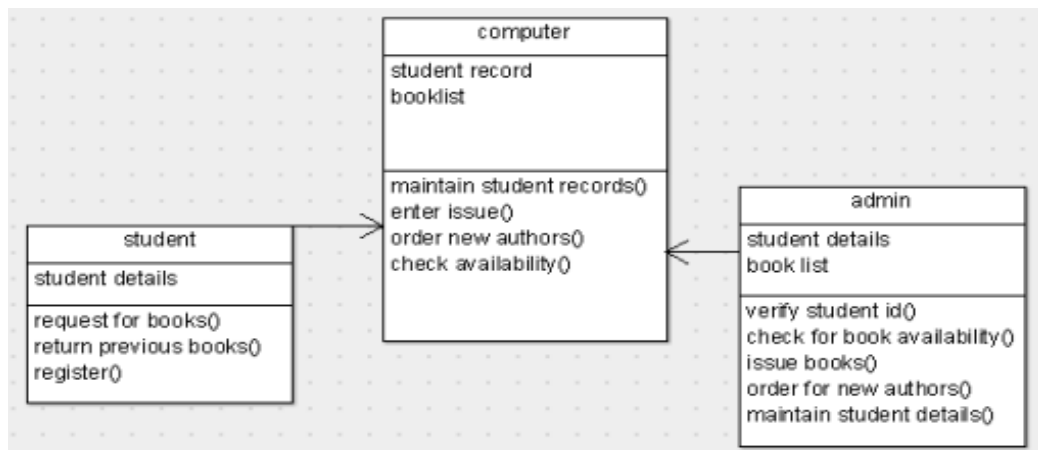 computer
student record
booklist
maintain student records()
enter issue()
order new authors()
check availability()
student
student details
request for books()
return previous books()
register()
admin
student details
book list
verify student id()
check for book availability()
issue books()
order for new authors()
maintain student details()